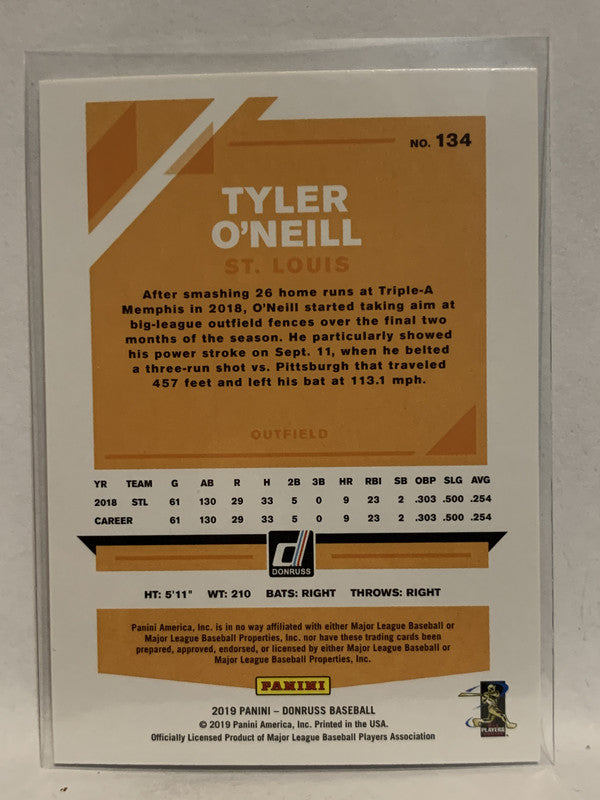 NO. 134
TYLER
O'NEILL
ST. LOUIS
After smashing 26 home runs at Triple-A
Memphis in 2018, O'Neill started taking aim at
big-league outfield fences over the final two
months of the season. He particularly showed
his power stroke on Sept. 11, when he belted
a three-run shot vs. Pittsburgh that traveled
457 feet and left his bat at 113.1 mph.
OUTFIELD
YR TEAM G AB R H 2B 3B HR RBI SB OBP SLG AVG
2018 STL 61 130 29 33 5 0 9 23 2 .303 .500 .254
CAREER 61 130 29 33 5 0 9 23 2 .303 .500 .254
DONRUSS
HT: 5'11" WT: 210 BATS: RIGHT THROWS: RIGHT
Panini America, Inc. is in no way affiliated with either Major League Baseball or
Major League Baseball Properties, Inc. nor have these trading cards been
prepared, approved, endorsed, or licensed by either Major League Baseball or
Major League Baseball Properties, Inc.
PANINI
2019 PANINI – DONRUSS BASEBALL
© 2019 Panini America, Inc. Printed in the USA.
Officially Licensed Product of Major League Baseball Players Association
PLAYERS